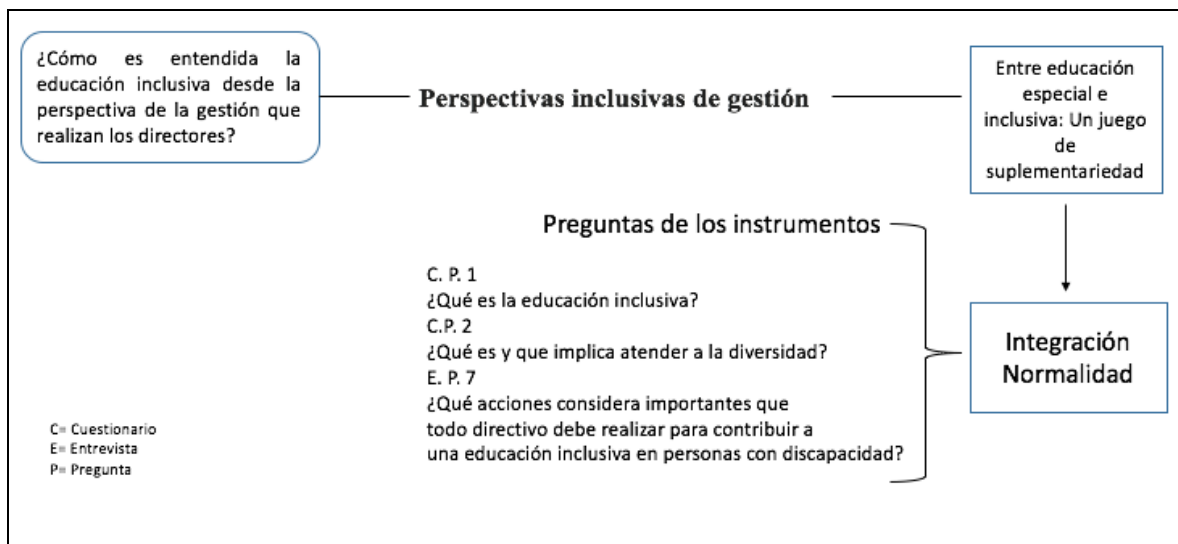 ¿Cómo es entendida la
educación inclusiva desde la
perspectiva de la gestión que
realizan los directores?
Perspectivas inclusivas de gestión
Entre educación
especial e
inclusiva: Un juego
de
suplementariedad
Preguntas de los instrumentos
C. P. 1
¿Qué es la educación inclusiva?
C.P. 2
¿Qué es y que implica atender a la diversidad?
E. P. 7
¿Qué acciones considera importantes que
todo directivo debe realizar para contribuir a
una educación inclusiva en personas con discapacidad?
Integración
Normalidad
C= Cuestionario
E= Entrevista
P= Pregunta